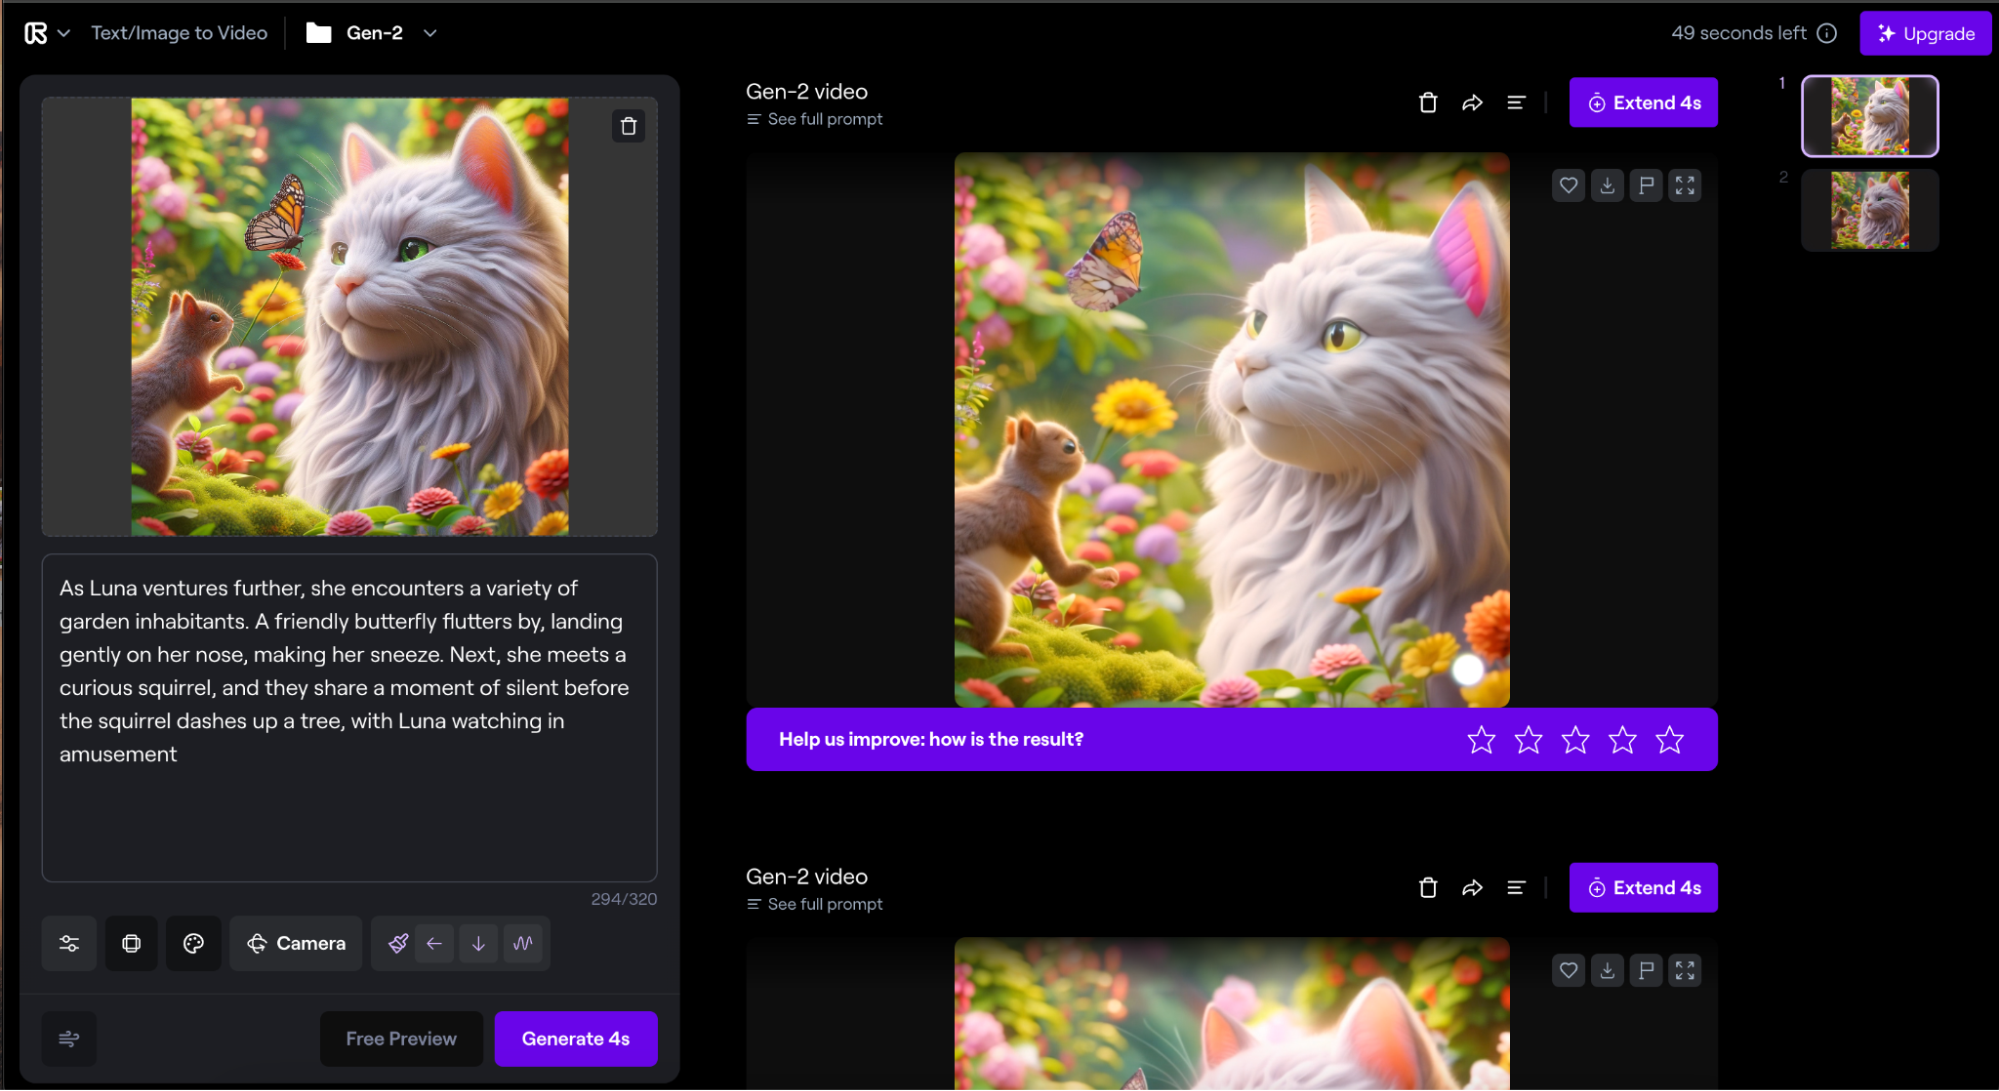 Text/Image to Video
Gen-2
49 seconds left
Upgrade
As Luna ventures further, she encounters a variety of
garden inhabitants. A friendly butterfly flutters by, landing
gently on her nose, making her sneeze. Next, she meets a
curious squirrel, and they share a moment of silent before
the squirrel dashes up a tree, with Luna watching in
amusement
294/320
Camera
Free Preview
Generate 4s
Gen-2 video
See full prompt
Extend 4s
Help us improve: how is the result?
Gen-2 video
See full prompt
Extend 4s
1
2